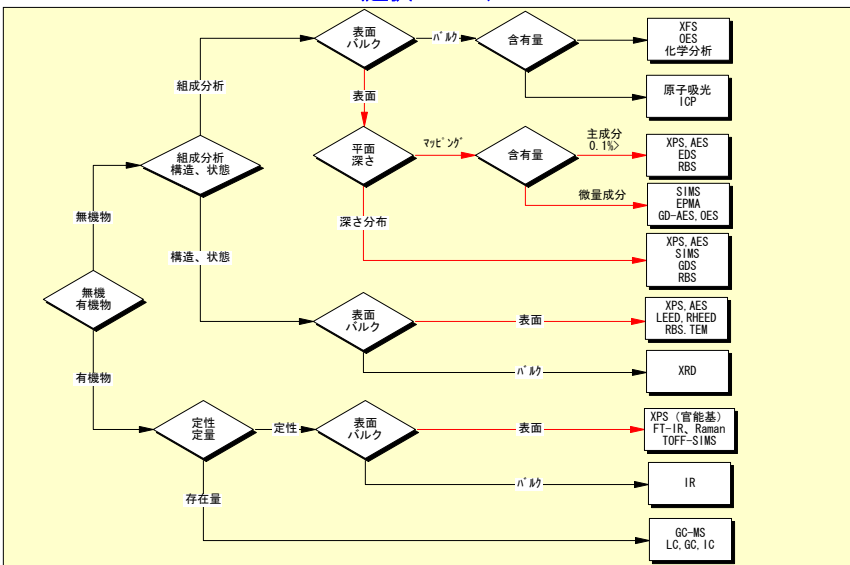 表面
バルク
バルク
含有量
XFS
OES
化学分析
組成分析
表面
原子吸光
ICP
組成分析
構造、状態
平面
深さ
マッピング
含有量
主成分
0.1%>
XPS,AES
EDS
RBS
微量成分
SIMS
EPMA
GD-AES,OES
無機物
深さ分布
構造、状態
XPS,AES
SIMS
GDS
RBS
無機
有機物
表面
バルク
表面
XPS,AES
LEED,RHEED
RBS.TEM
バルク
XRD
有機物
定性
定量
定性
表面
バルク
表面
XPS（官能基）
FT-IR、Raman
TOFF-SIMS
バルク
IR
存在量
GC-MS
LC,GC,IC